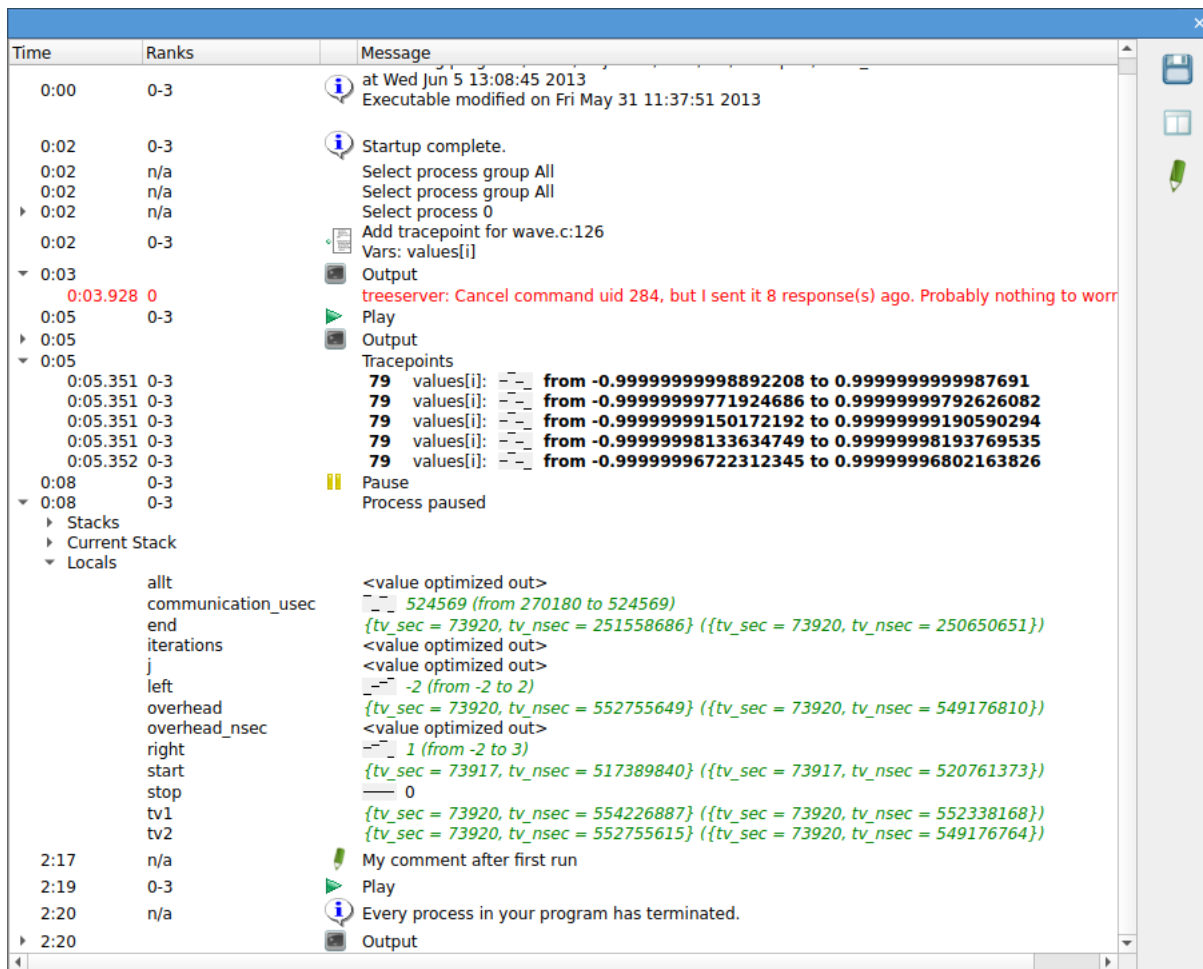 Time Ranks Message
0:00 0-3 at Wed Jun 5 13:08:45 2013
Executable modified on Fri May 31 11:37:51 2013
0:02 0-3 Startup complete.
0:02 n/a Select process group All
0:02 n/a Select process group All
0:02 n/a Select process 0
0:02 0-3 Add tracepoint for wave.c:126
Vars: values[i]
0:03 Output
0:03.928 0 treeserver: Cancel command uid 284, but I sent it 8 response(s) ago. Probably nothing to worr
0:05 0-3 Play
0:05 Output
0:05 Tracepoints
0:05.351 0-3 79 values[i]: from -0.99999999998892208 to 0.9999999999987691
0:05.351 0-3 79 values[i]: from -0.99999999771924686 to 0.99999999792626082
0:05.351 0-3 79 values[i]: from -0.99999999150172192 to 0.99999999190590294
0:05.351 0-3 79 values[i]: from -0.99999998133634749 to 0.99999998193769535
0:05.352 0-3 79 values[i]: from -0.99999996722312345 to 0.99999996802163826
0:08 0-3 Pause
0:08 0-3 Process paused
Stacks
Current Stack
Locals
allt <value optimized out>
communication_usec 524569 (from 270180 to 524569)
end {tv_sec = 73920, tv_nsec = 251558686} ({tv_sec = 73920, tv_nsec = 250650651})
iterations <value optimized out>
j <value optimized out>
left -2 (from -2 to 2)
overhead {tv_sec = 73920, tv_nsec = 552755649} ({tv_sec = 73920, tv_nsec = 549176810})
overhead_nsec <value optimized out>
right 1 (from -2 to 3)
start {tv_sec = 73917, tv_nsec = 517389840} ({tv_sec = 73917, tv_nsec = 520761373})
stop 0
tv1 {tv_sec = 73920, tv_nsec = 554226887} ({tv_sec = 73920, tv_nsec = 552338168})
tv2 {tv_sec = 73920, tv_nsec = 552755615} ({tv_sec = 73920, tv_nsec = 549176764})
2:17 n/a My comment after first run
2:19 0-3 Play
2:20 n/a Every process in your program has terminated.
2:20 Output